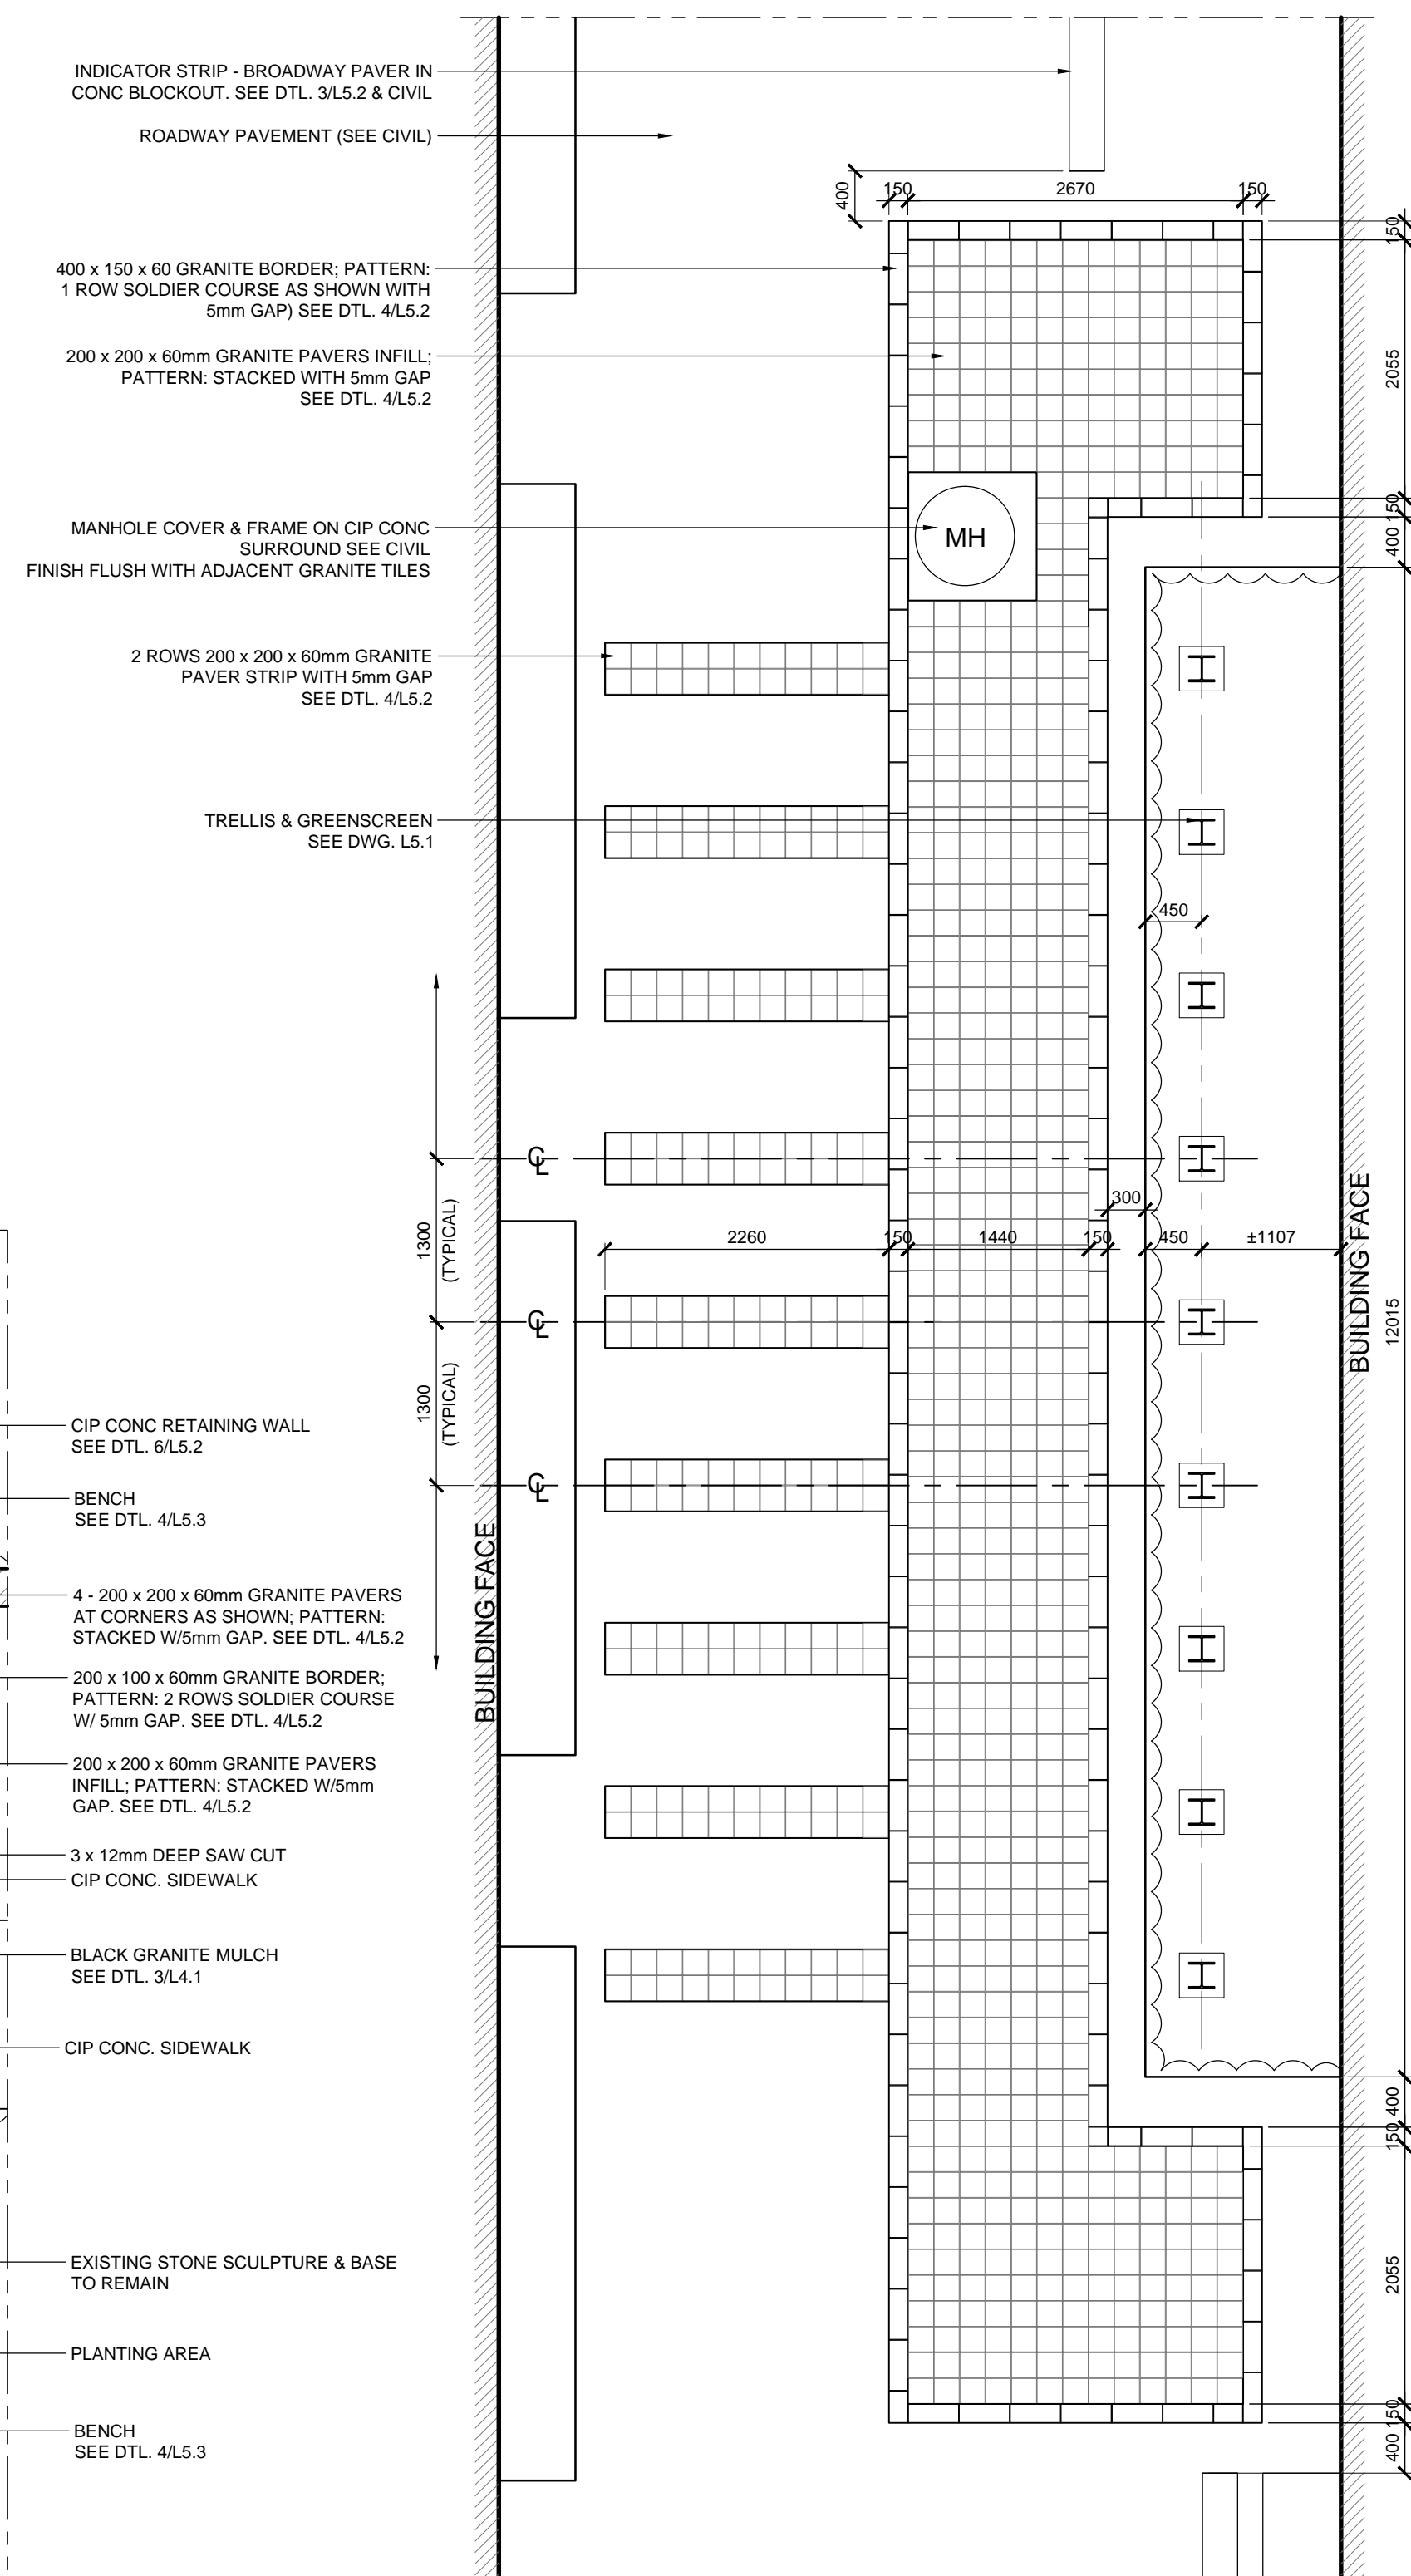 INDICATOR STRIP - BROADWAY PAVER IN
CONC BLOCKOUT. SEE DTL. 3/L5.2 & CIVIL
ROADWAY PAVEMENT (SEE CIVIL)
400
150
2670
150
150
400 x 150 x 60 GRANITE BORDER; PATTERN:
1 ROW SOLDIER COURSE AS SHOWN WITH
5mm GAP) SEE DTL. 4/L5.2
200 x 200 x 60mm GRANITE PAVERS INFILL;
PATTERN: STACKED WITH 5mm GAP
SEE DTL. 4/L5.2
2055
MANHOLE COVER & FRAME ON CIP CONC
SURROUND SEE CIVIL
FINISH FLUSH WITH ADJACENT GRANITE TILES
MH
150
400
2 ROWS 200 x 200 x 60mm GRANITE
PAVER STRIP WITH 5mm GAP
SEE DTL. 4/L5.2
TRELLIS & GREENSCREEN
SEE DWG. L5.1
450
CL
300
1300
(TYPICAL)
2260
150
1440
150
450
±1107
BUILDING FACE
12015
CL
1300
(TYPICAL)
CL
BUILDING FACE
CIP CONC RETAINING WALL
SEE DTL. 6/L5.2
BENCH
SEE DTL. 4/L5.3
4 - 200 x 200 x 60mm GRANITE PAVERS
AT CORNERS AS SHOWN; PATTERN:
STACKED W/5mm GAP. SEE DTL. 4/L5.2
200 x 100 x 60mm GRANITE BORDER;
PATTERN: 2 ROWS SOLDIER COURSE
W/ 5mm GAP. SEE DTL. 4/L5.2
200 x 200 x 60mm GRANITE PAVERS
INFILL; PATTERN: STACKED W/5mm
GAP. SEE DTL. 4/L5.2
3 x 12mm DEEP SAW CUT
CIP CONC. SIDEWALK
BLACK GRANITE MULCH
SEE DTL. 3/L4.1
CIP CONC. SIDEWALK
400
150
EXISTING STONE SCULPTURE & BASE
TO REMAIN
2055
PLANTING AREA
BENCH
SEE DTL. 4/L5.3
150
400